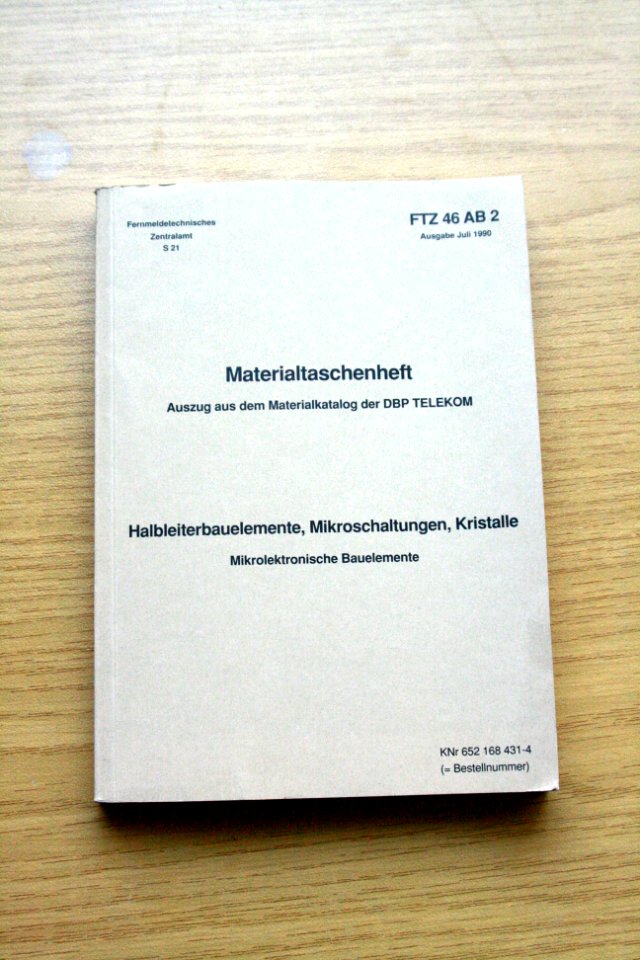 Fernmeldetechnisches
Zentralamt
S 21
FTZ 46 AB 2
Ausgabe Juli 1990
Materialtaschenheft
Auszug aus dem Materialkatalog der DBP TELEKOM
Halbleiterbauelemente, Mikroschaltungen, Kristalle
Mikrolektronische Bauelemente
KNr 652 168 431-4
(= Bestellnummer)